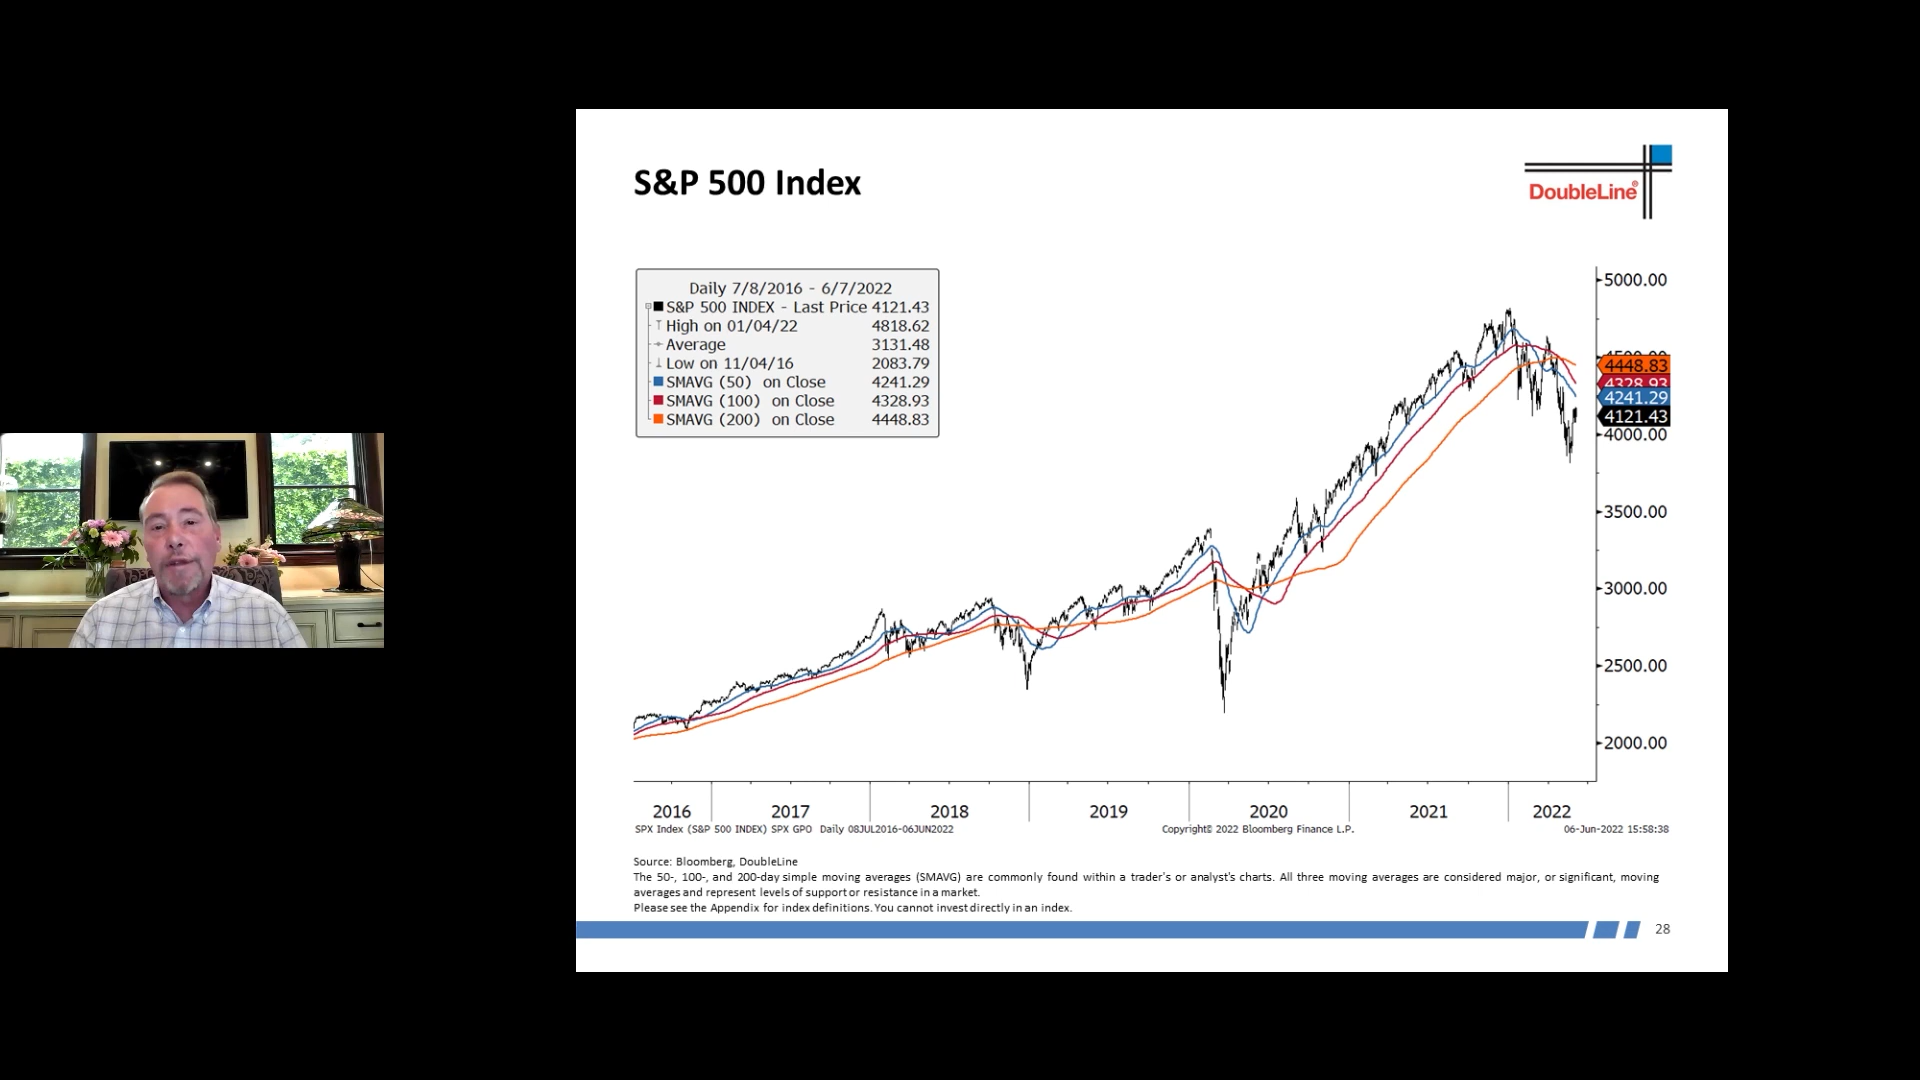 S&P 500 Index
DoubleLine®
Daily 7/8/2016 - 6/7/2022
S&P 500 INDEX - Last Price 4121.43
High on 01/04/22 4818.62
Average 3131.48
Low on 11/04/16 2083.79
SMAVG (50) on Close 4241.29
SMAVG (100) on Close 4328.93
SMAVG (200) on Close 4448.83
5000.00
4448.83
4328.93
4241.29
4121.43
4000.00
3500.00
3000.00
2500.00
2000.00
2016 2017 2018 2019 2020 2021 2022
SPX Index (S&P 500 INDEX) SPX GPO Daily 08JUL2016-06JUN2022 Copyright© 2022 Bloomberg Finance L.P. 06-Jun-2022 15:58:38
Source: Bloomberg, DoubleLine
The 50-, 100-, and 200-day simple moving averages (SMAVG) are commonly found within a trader's or analyst's charts. All three moving averages are considered major, or significant, moving
averages and represent levels of support or resistance in a market.
Please see the Appendix for index definitions. You cannot invest directly in an index.
28